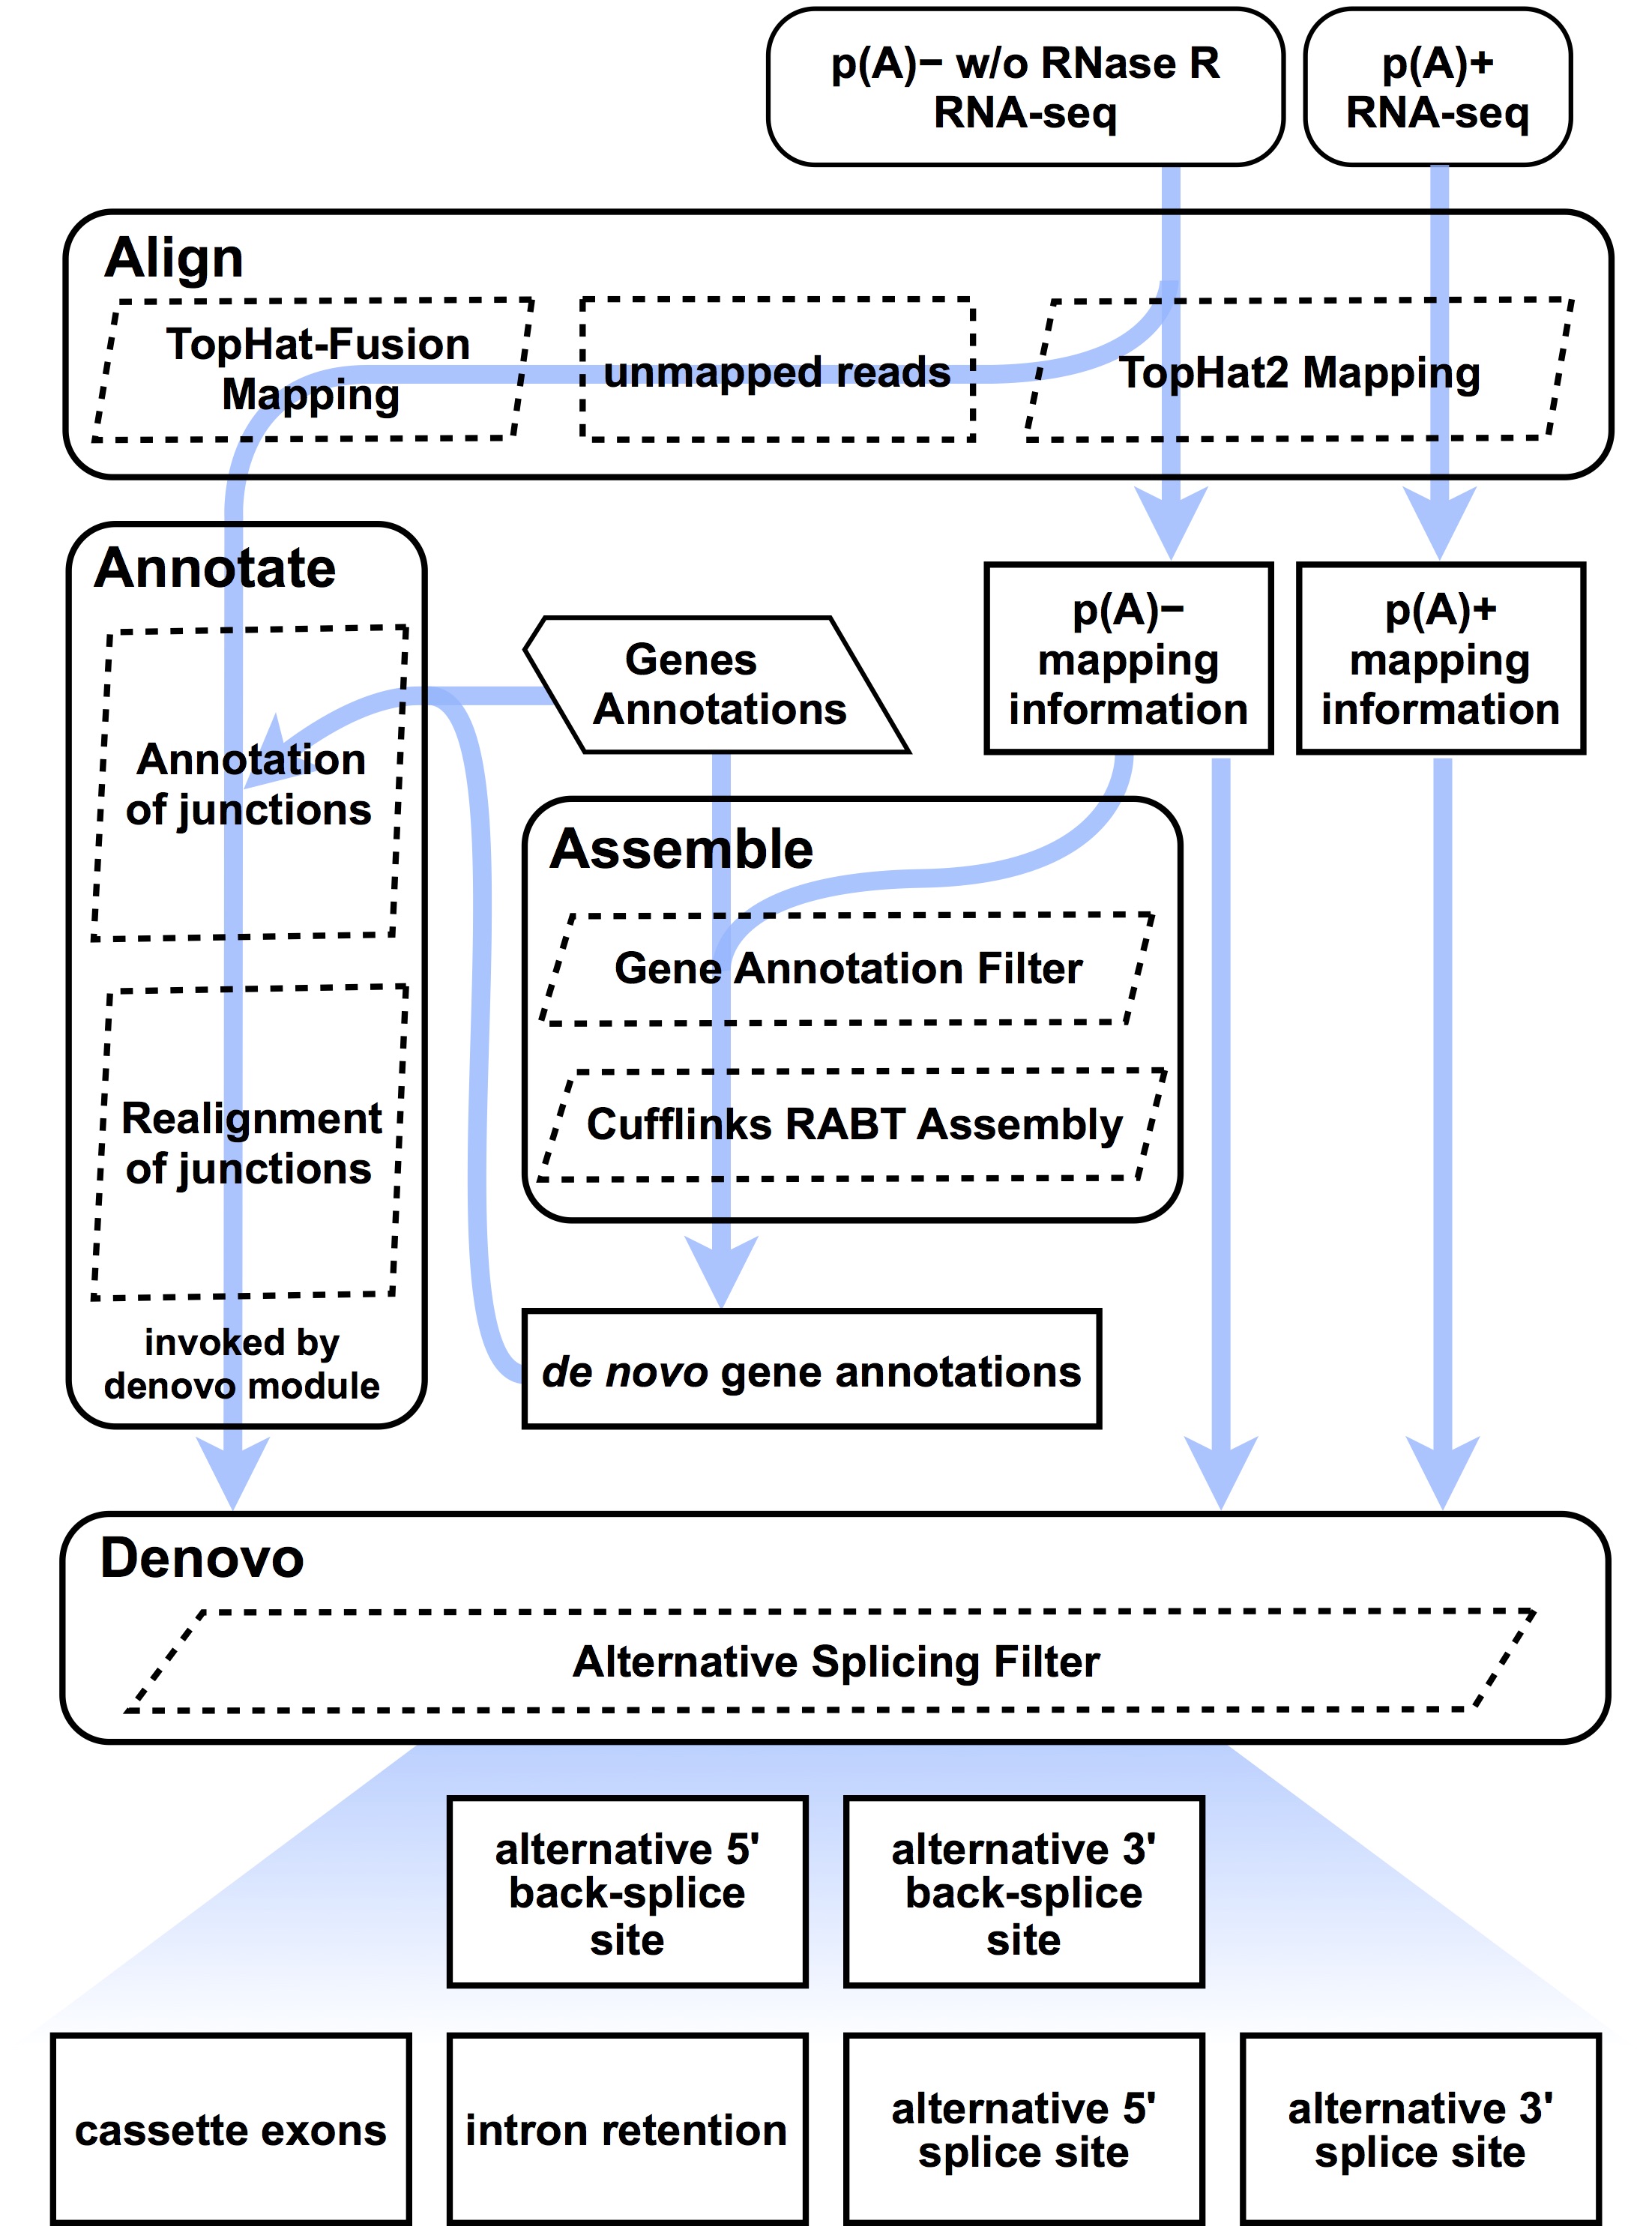 p(A)− w/o RNase R
RNA-seq
p(A)+
RNA-seq
Align
TopHat-Fusion
Mapping
unmapped reads
TopHat2 Mapping
Annotate
Annotation
of junctions
Realignment
of junctions
invoked by
denovo module
Genes
Annotations
p(A)−
mapping
information
p(A)+
mapping
information
Assemble
Gene Annotation Filter
Cufflinks RABT Assembly
de novo gene annotations
Denovo
Alternative Splicing Filter
alternative 5'
back-splice
site
alternative 3'
back-splice
site
cassette exons
intron retention
alternative 5'
splice site
alternative 3'
splice site